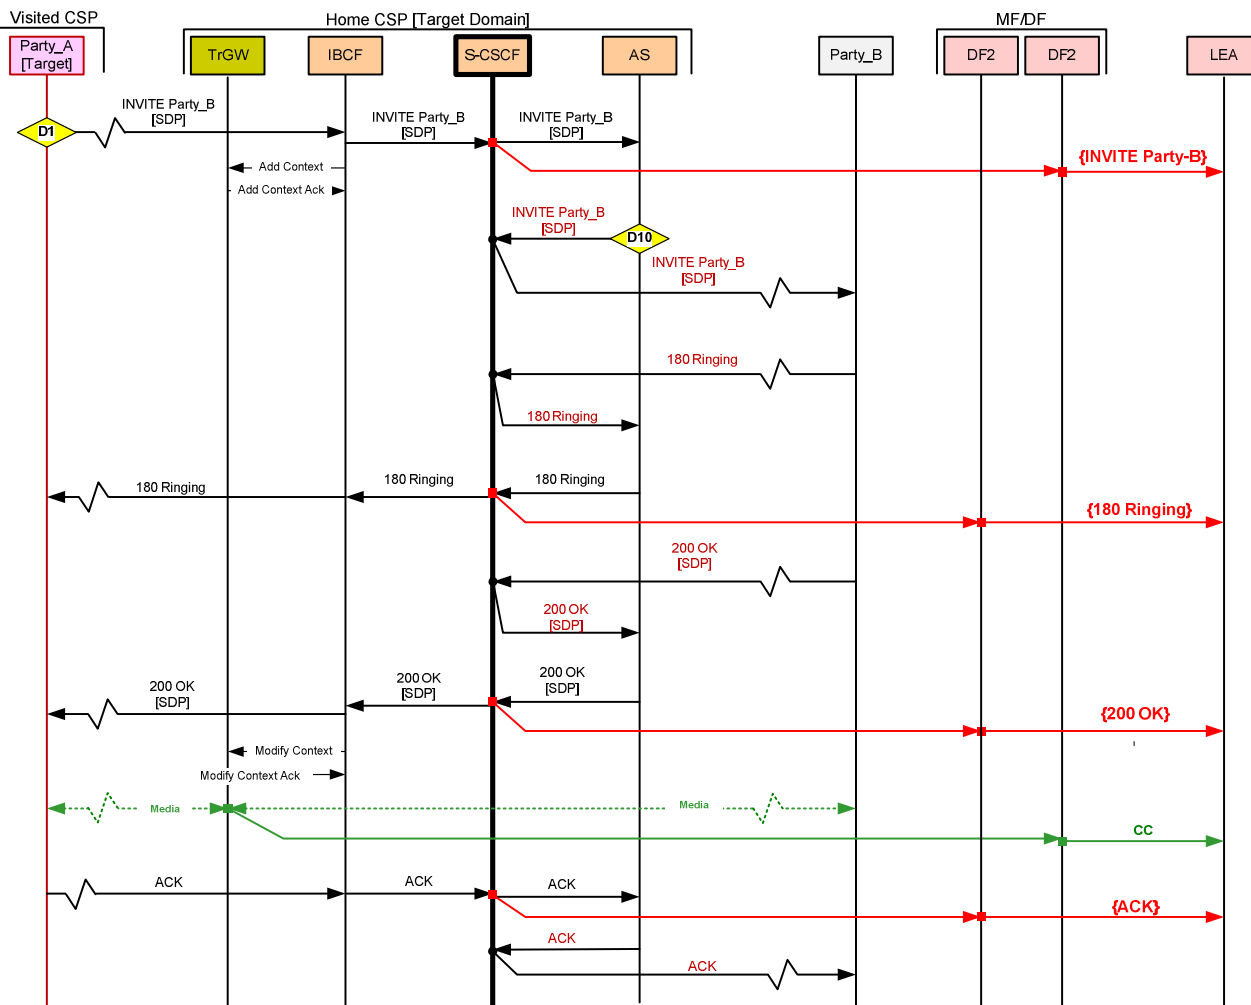 Visited CSP
Home CSP [Target Domain]
MF/DF
Party_A
[Target]
TrGW
IBCF
S-CSCF
AS
Party_B
DF2
DF2
LEA
D1
INVITE Party_B
[SDP]
INVITE Party_B
[SDP]
INVITE Party_B
[SDP]
{INVITE Party-B}
Add Context
Add Context Ack
INVITE Party_B
[SDP]
D10
INVITE Party_B
[SDP]
180 Ringing
180 Ringing
180 Ringing
180 Ringing
180 Ringing
{180 Ringing}
200 OK
[SDP]
200 OK
[SDP]
200 OK
[SDP]
200 OK
[SDP]
200 OK
[SDP]
{200 OK}
Modify Context
Modify Context Ack
Media
Media
CC
ACK
ACK
ACK
{ACK}
ACK
ACK